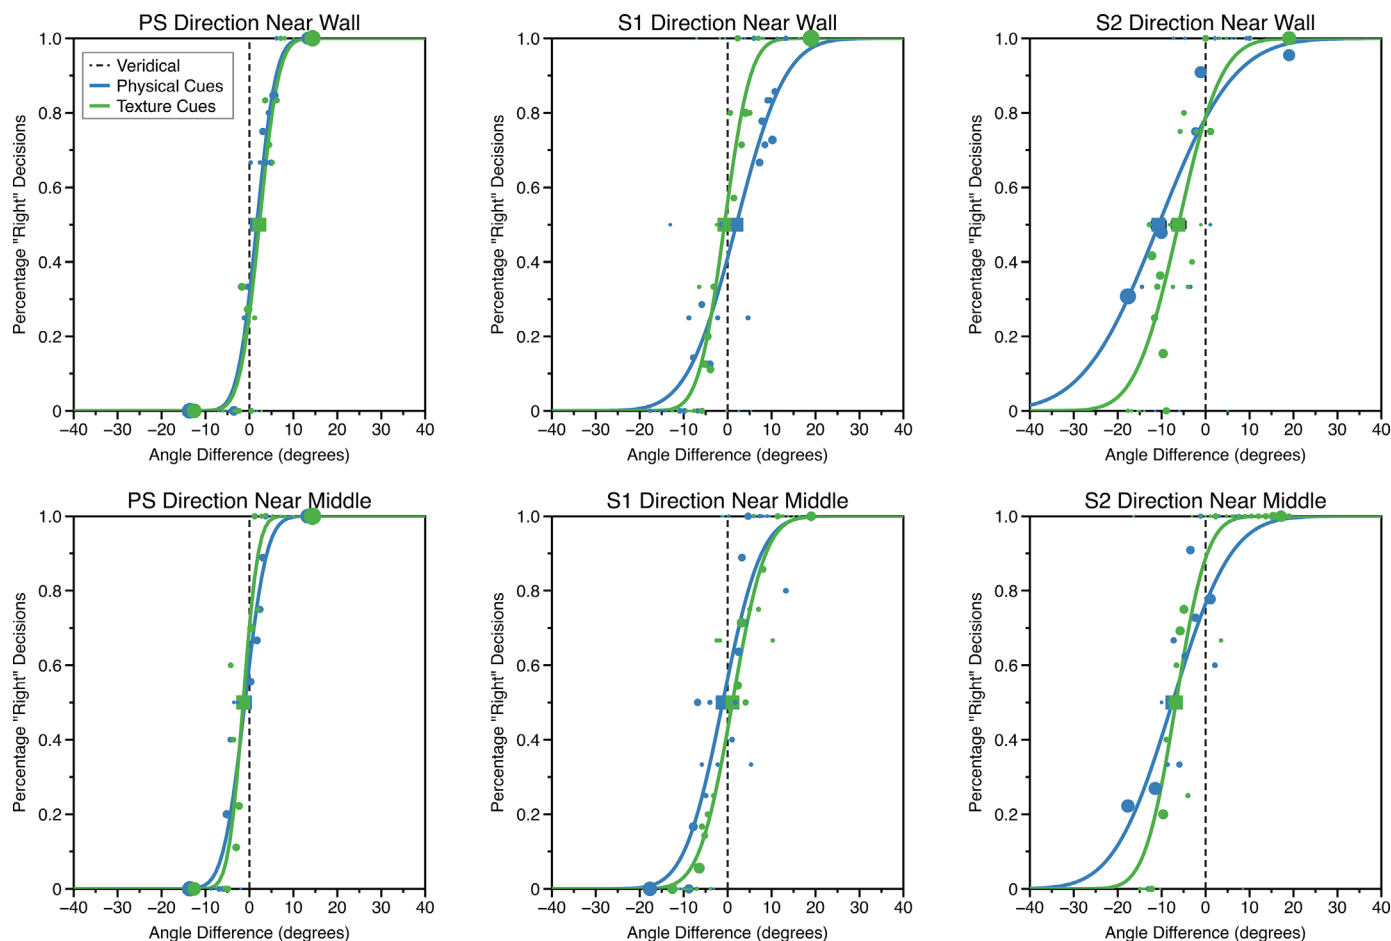 PS Direction Near Wall
1.0
0.8
0.6
0.4
0.2
0
Percentage "Right" Decisions
Veridical
Physical Cues
Texture Cues
−40 −30 −20 −10 0 10 20 30 40
Angle Difference (degrees)
S1 Direction Near Wall
1.0
0.8
0.6
0.4
0.2
0
Percentage "Right" Decisions
−40 −30 −20 −10 0 10 20 30 40
Angle Difference (degrees)
S2 Direction Near Wall
1.0
0.8
0.6
0.4
0.2
0
Percentage "Right" Decisions
−40 −30 −20 −10 0 10 20 30 40
Angle Difference (degrees)
PS Direction Near Middle
1.0
0.8
0.6
0.4
0.2
0
Percentage "Right" Decisions
−40 −30 −20 −10 0 10 20 30 40
Angle Difference (degrees)
S1 Direction Near Middle
1.0
0.8
0.6
0.4
0.2
0
Percentage "Right" Decisions
−40 −30 −20 −10 0 10 20 30 40
Angle Difference (degrees)
S2 Direction Near Middle
1.0
0.8
0.6
0.4
0.2
0
Percentage "Right" Decisions
−40 −30 −20 −10 0 10 20 30 40
Angle Difference (degrees)